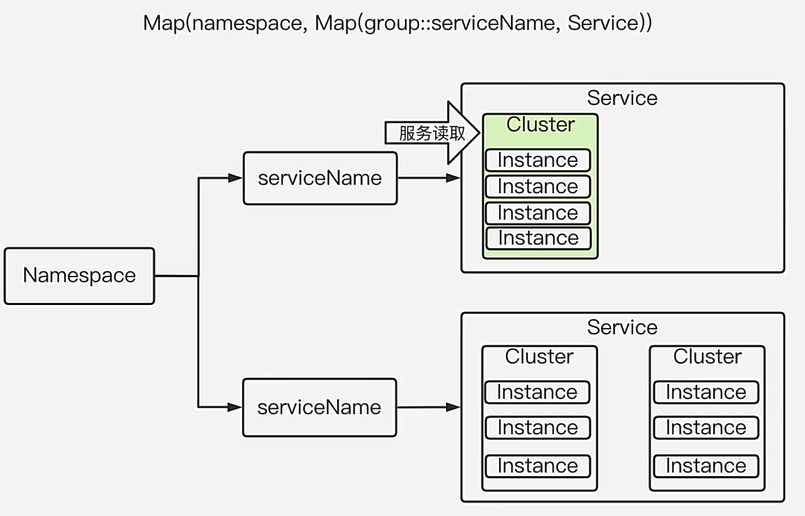 Map(namespace, Map(group::serviceName, Service))
Service
Cluster
服务读取
Instance
Instance
Instance
Instance
serviceName
Namespace
Service
Cluster
Cluster
Instance
Instance
serviceName
Instance
Instance
Instance
Instance